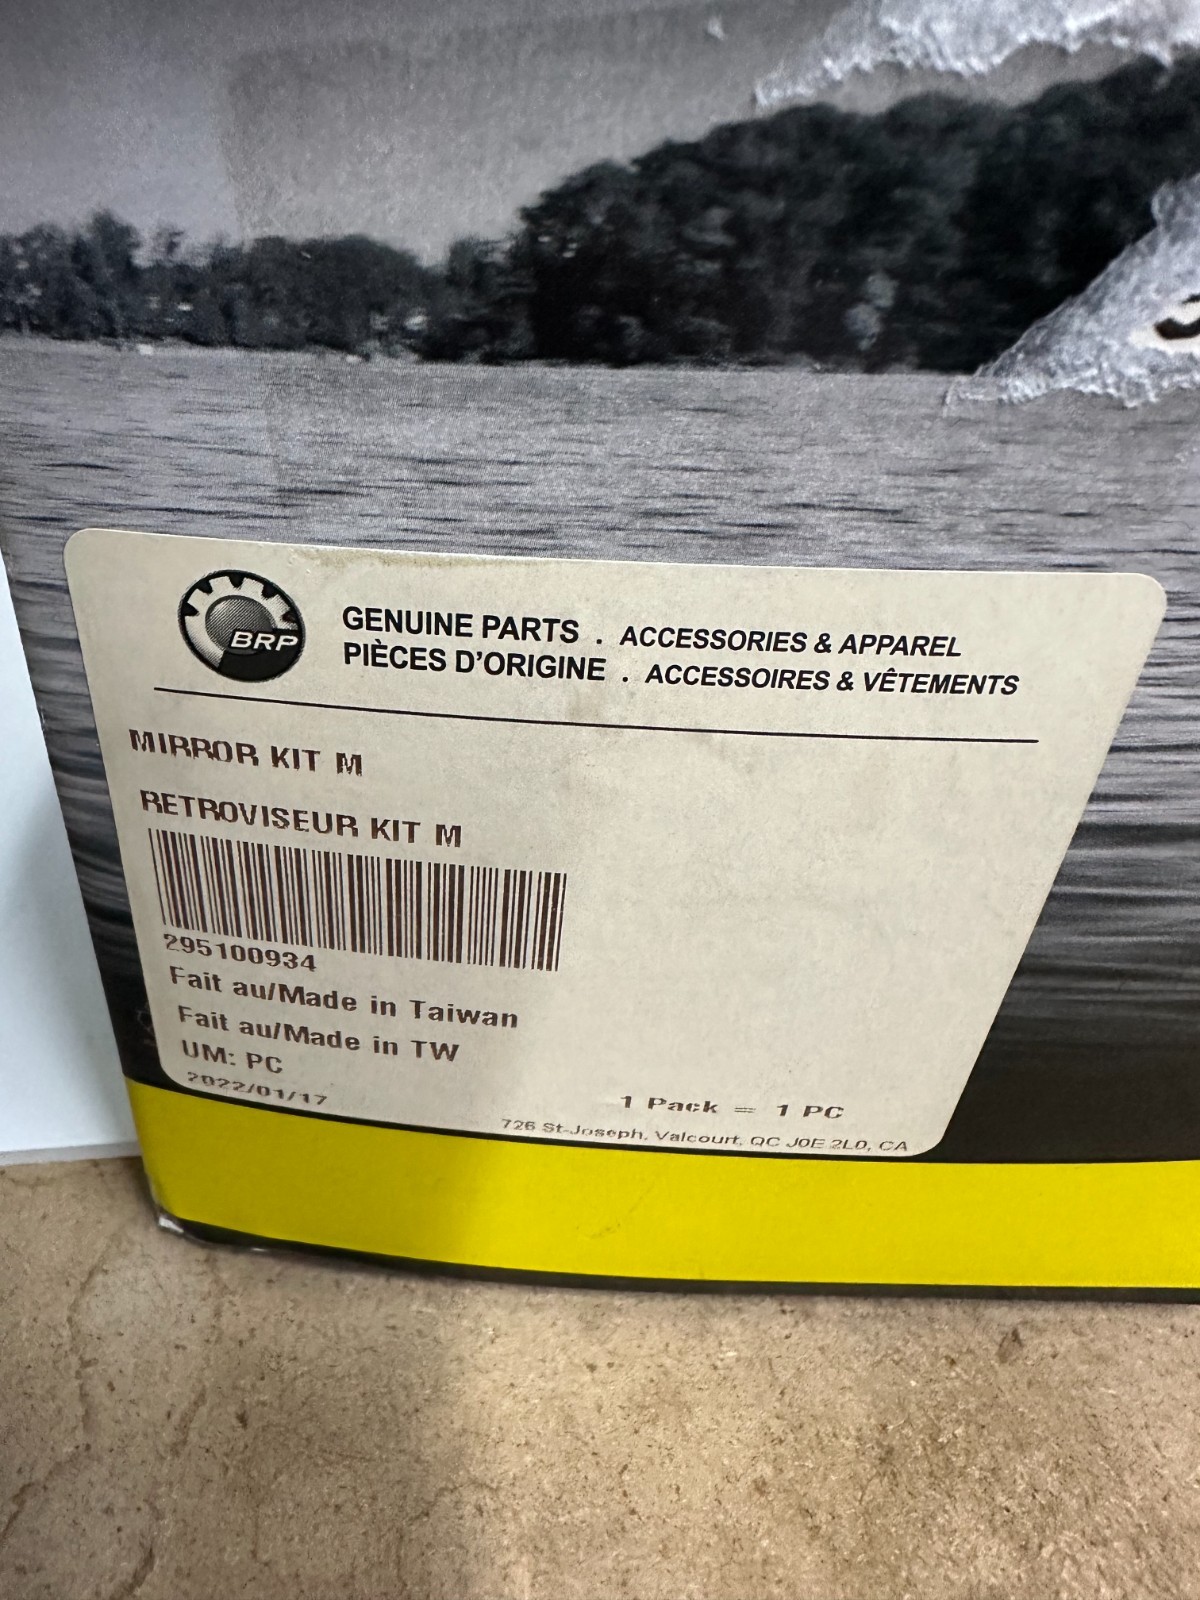 BRP
GENUINE PARTS . ACCESSORIES & APPAREL
PIÈCES D'ORIGINE . ACCESSOIRES & VÊTEMENTS
MIRROR KIT M
RETROVISEUR KIT M
295100934
Fait au/Made in Taiwan
Fait au/Made in TW
UM: PC
2022/01/17
1 Pack = 1 PC
726 St-Joseph, Valcourt, QC J0E 2L0, CA